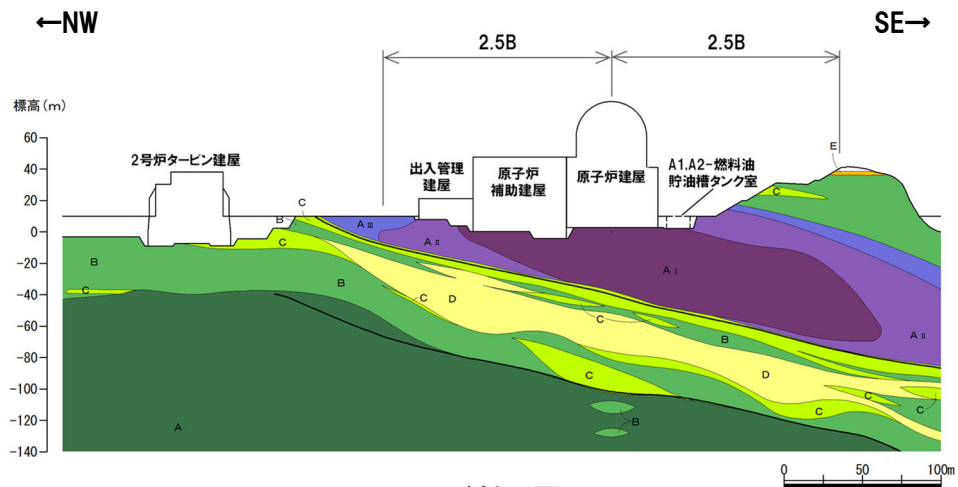 ←NW
SE→
2.5B
2.5B
標高(m)
60
40
20
0
-20
-40
-60
-80
-100
-120
-140
2号炉タービン建屋
出入管理
建屋
原子炉
補助建屋
原子炉建屋
A1,A2-燃料油
貯油槽タンク室
E
C
C
B
C
AⅢ
AⅡ
AⅠ
AⅡ
B
C
B
C
D
C
B
D
C
C
C
C
B
A
0
50
100m